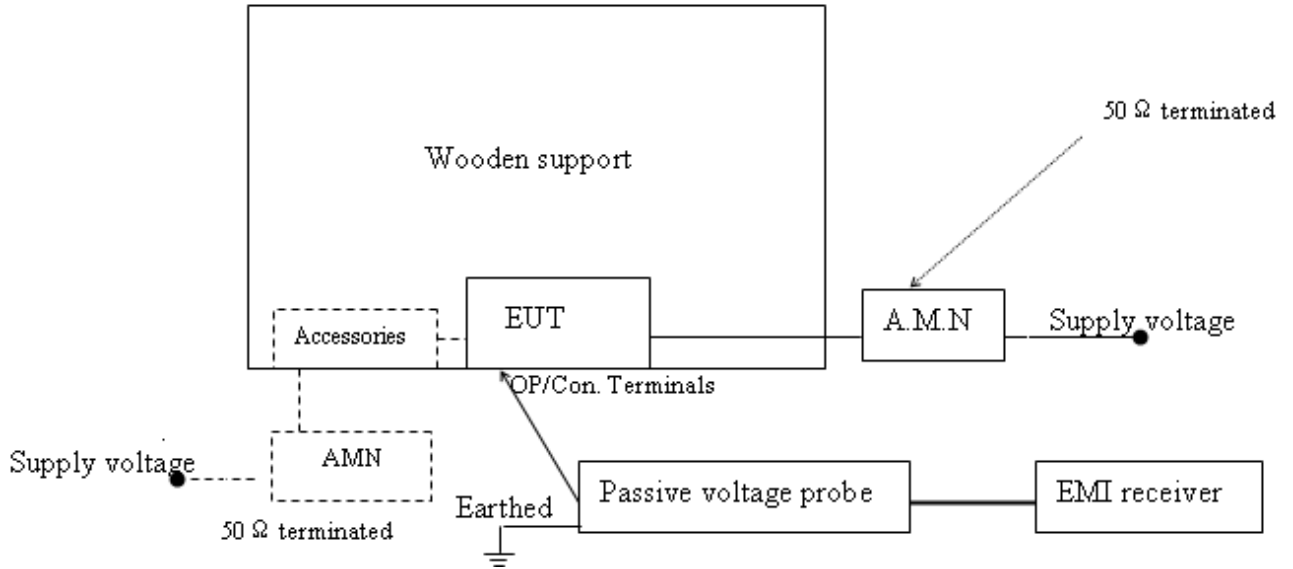 50 Ω terminated
Wooden support
EUT
A.M.N
Supply voltage
Accessories
OP/Con. Terminals
Supply voltage
AMN
50 Ω terminated
Earthed
Passive voltage probe
EMI receiver